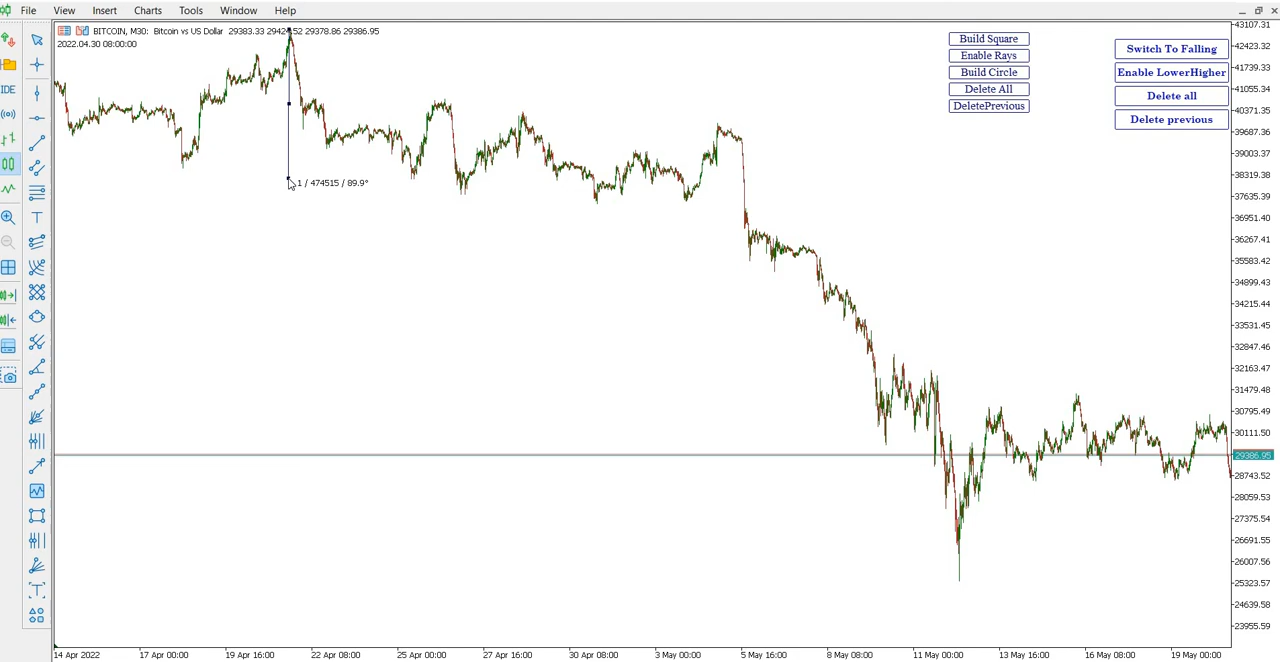 File View Insert Charts Tools Window Help
BITCOIN, M30: Bitcoin vs US Dollar 29383.33 29424.52 29378.86 29386.95
2022.04.30 08:00:00
IDE
T
T
1 / 474515 / 89.9°
Build Square
Enable Rays
Build Circle
Delete All
DeletePrevious
Switch To Falling
Enable LowerHigher
Delete all
Delete previous
43107.31
42423.32
41739.33
41055.34
40371.35
39687.36
39003.37
38319.38
37635.39
36951.40
36267.41
35583.42
34899.43
34215.44
33531.45
32847.46
32163.47
31479.48
30795.49
30111.50
29386.95
28743.52
28059.53
27375.54
26691.55
26007.56
25323.57
24639.58
23955.59
14 Apr 2022 17 Apr 00:00 19 Apr 16:00 22 Apr 08:00 25 Apr 00:00 27 Apr 16:00 30 Apr 08:00 3 May 00:00 5 May 16:00 8 May 08:00 11 May 00:00 13 May 16:00 16 May 08:00 19 May 00:00